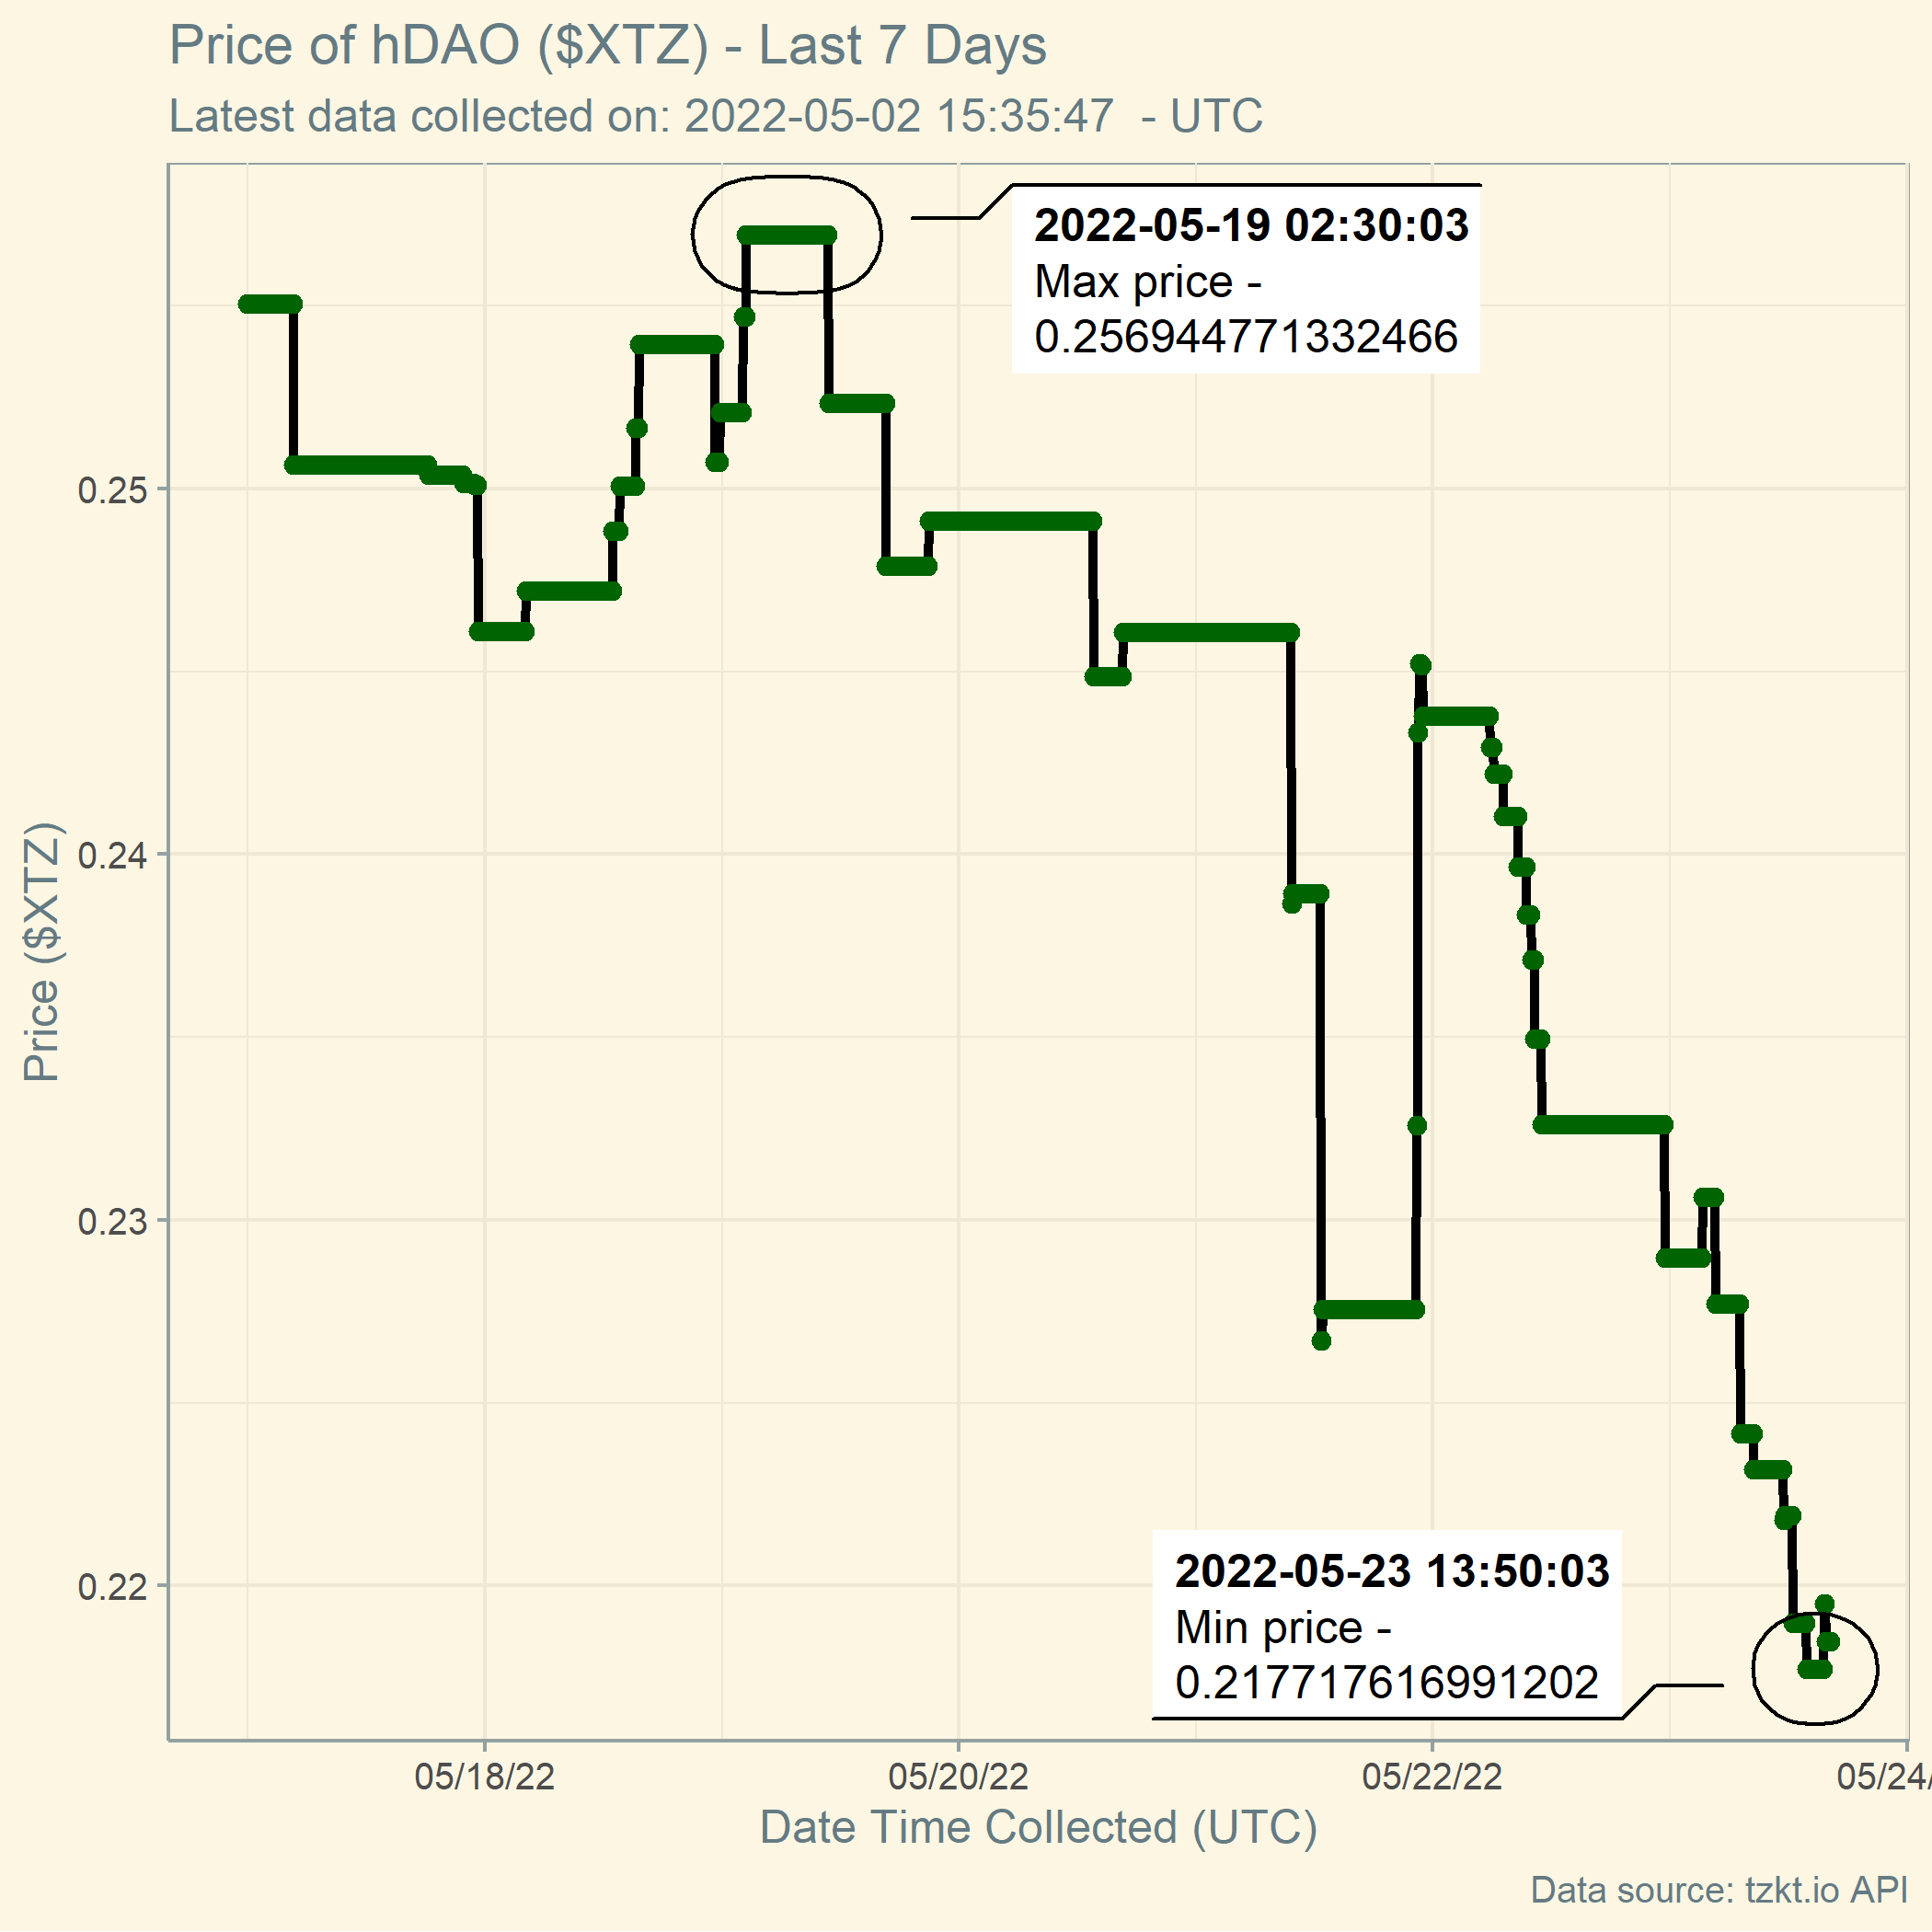 Price of hDAO ($XTZ) - Last 7 Days
Latest data collected on: 2022-05-02 15:35:47  - UTC
2022-05-19 02:30:03
Max price -
0.256944771332466
0.25
0.24
0.23
0.22
Price ($XTZ)
2022-05-23 13:50:03
Min price -
0.217717616991202
05/18/22
05/20/22
05/22/22
05/24/
Date Time Collected (UTC)
Data source: tzkt.io API